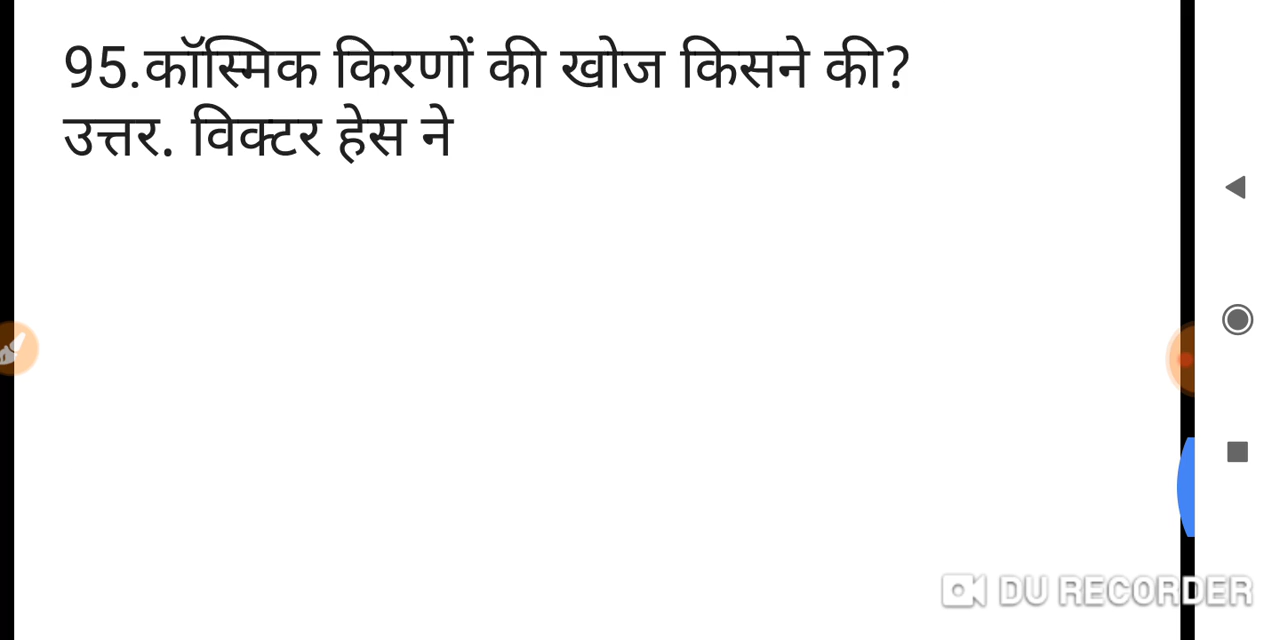 95.कॉस्मिक किरणों की खोज किसने की?
उत्तर. विक्टर हेस ने
DU RECORDER